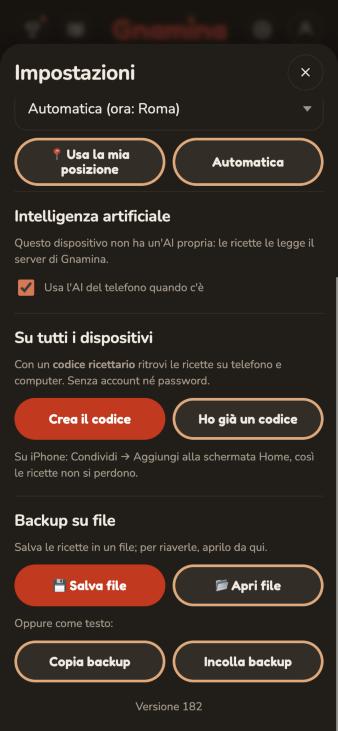 Gnamina
Impostazioni
Automatica (ora: Roma)
Usa la mia
posizione
Automatica
Intelligenza artificiale
Questo dispositivo non ha un'AI propria: le ricette le legge il
server di Gnamina.
Usa l'AI del telefono quando c'è
Su tutti i dispositivi
Con un codice ricettario ritrovi le ricette su telefono e
computer. Senza account né password.
Crea il codice
Ho già un codice
Su iPhone: Condividi → Aggiungi alla schermata Home, così
le ricette non si perdono.
Backup su file
Salva le ricette in un file; per riaverle, aprilo da qui.
Salva file
Apri file
Oppure come testo:
Copia backup
Incolla backup
Versione 182